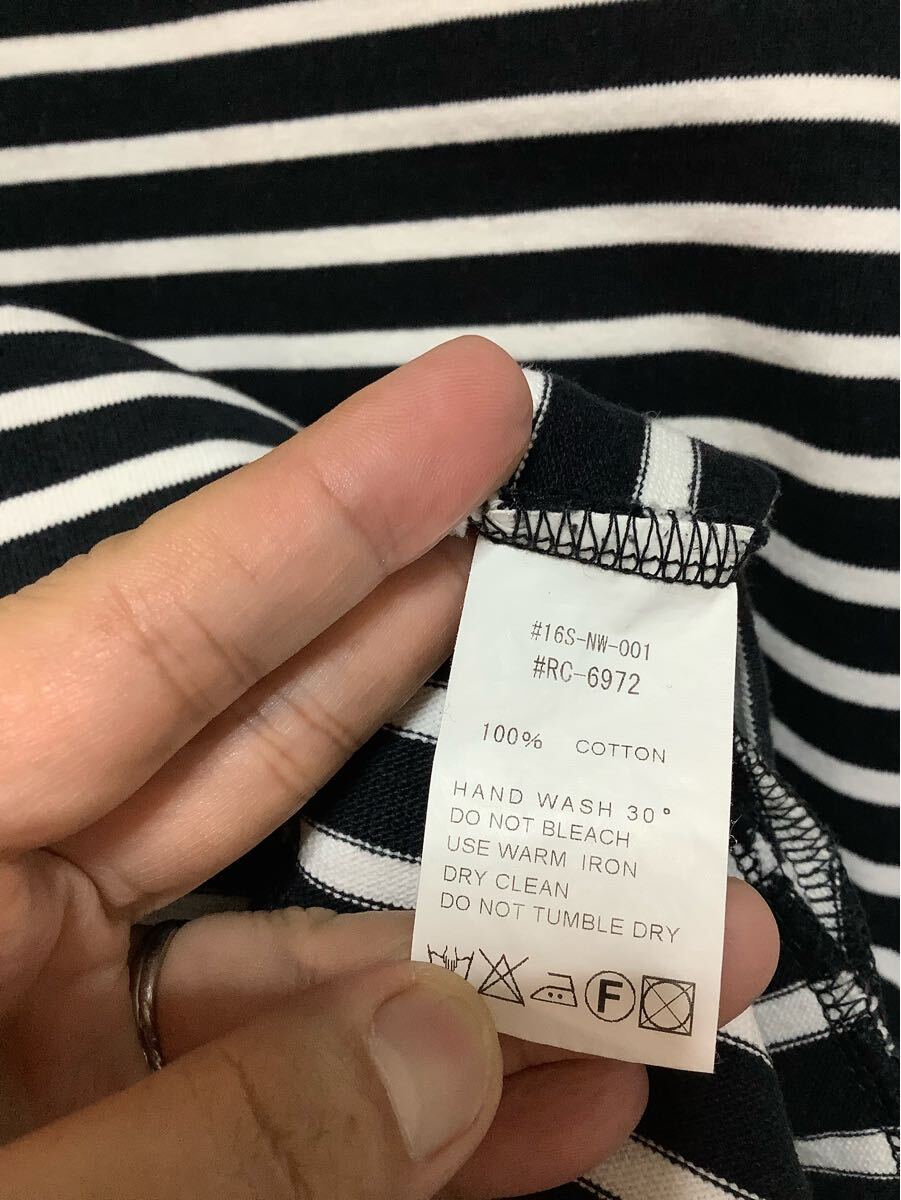 #16S-NW-001
#RC-6972
100% COTTON
HAND WASH 30°
DO NOT BLEACH
USE WARM IRON
DRY CLEAN
DO NOT TUMBLE DRY
F